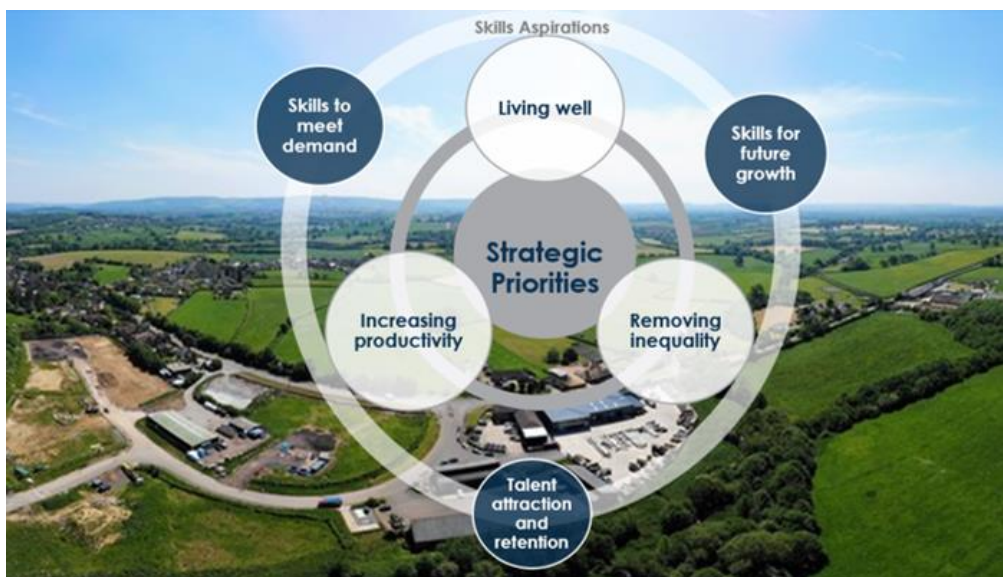 Skills Aspirations
Living well
Skills to
meet
demand
Skills for
future
growth
Strategic
Priorities
Increasing
productivity
Removing
inequality
Talent
attraction
and
retention